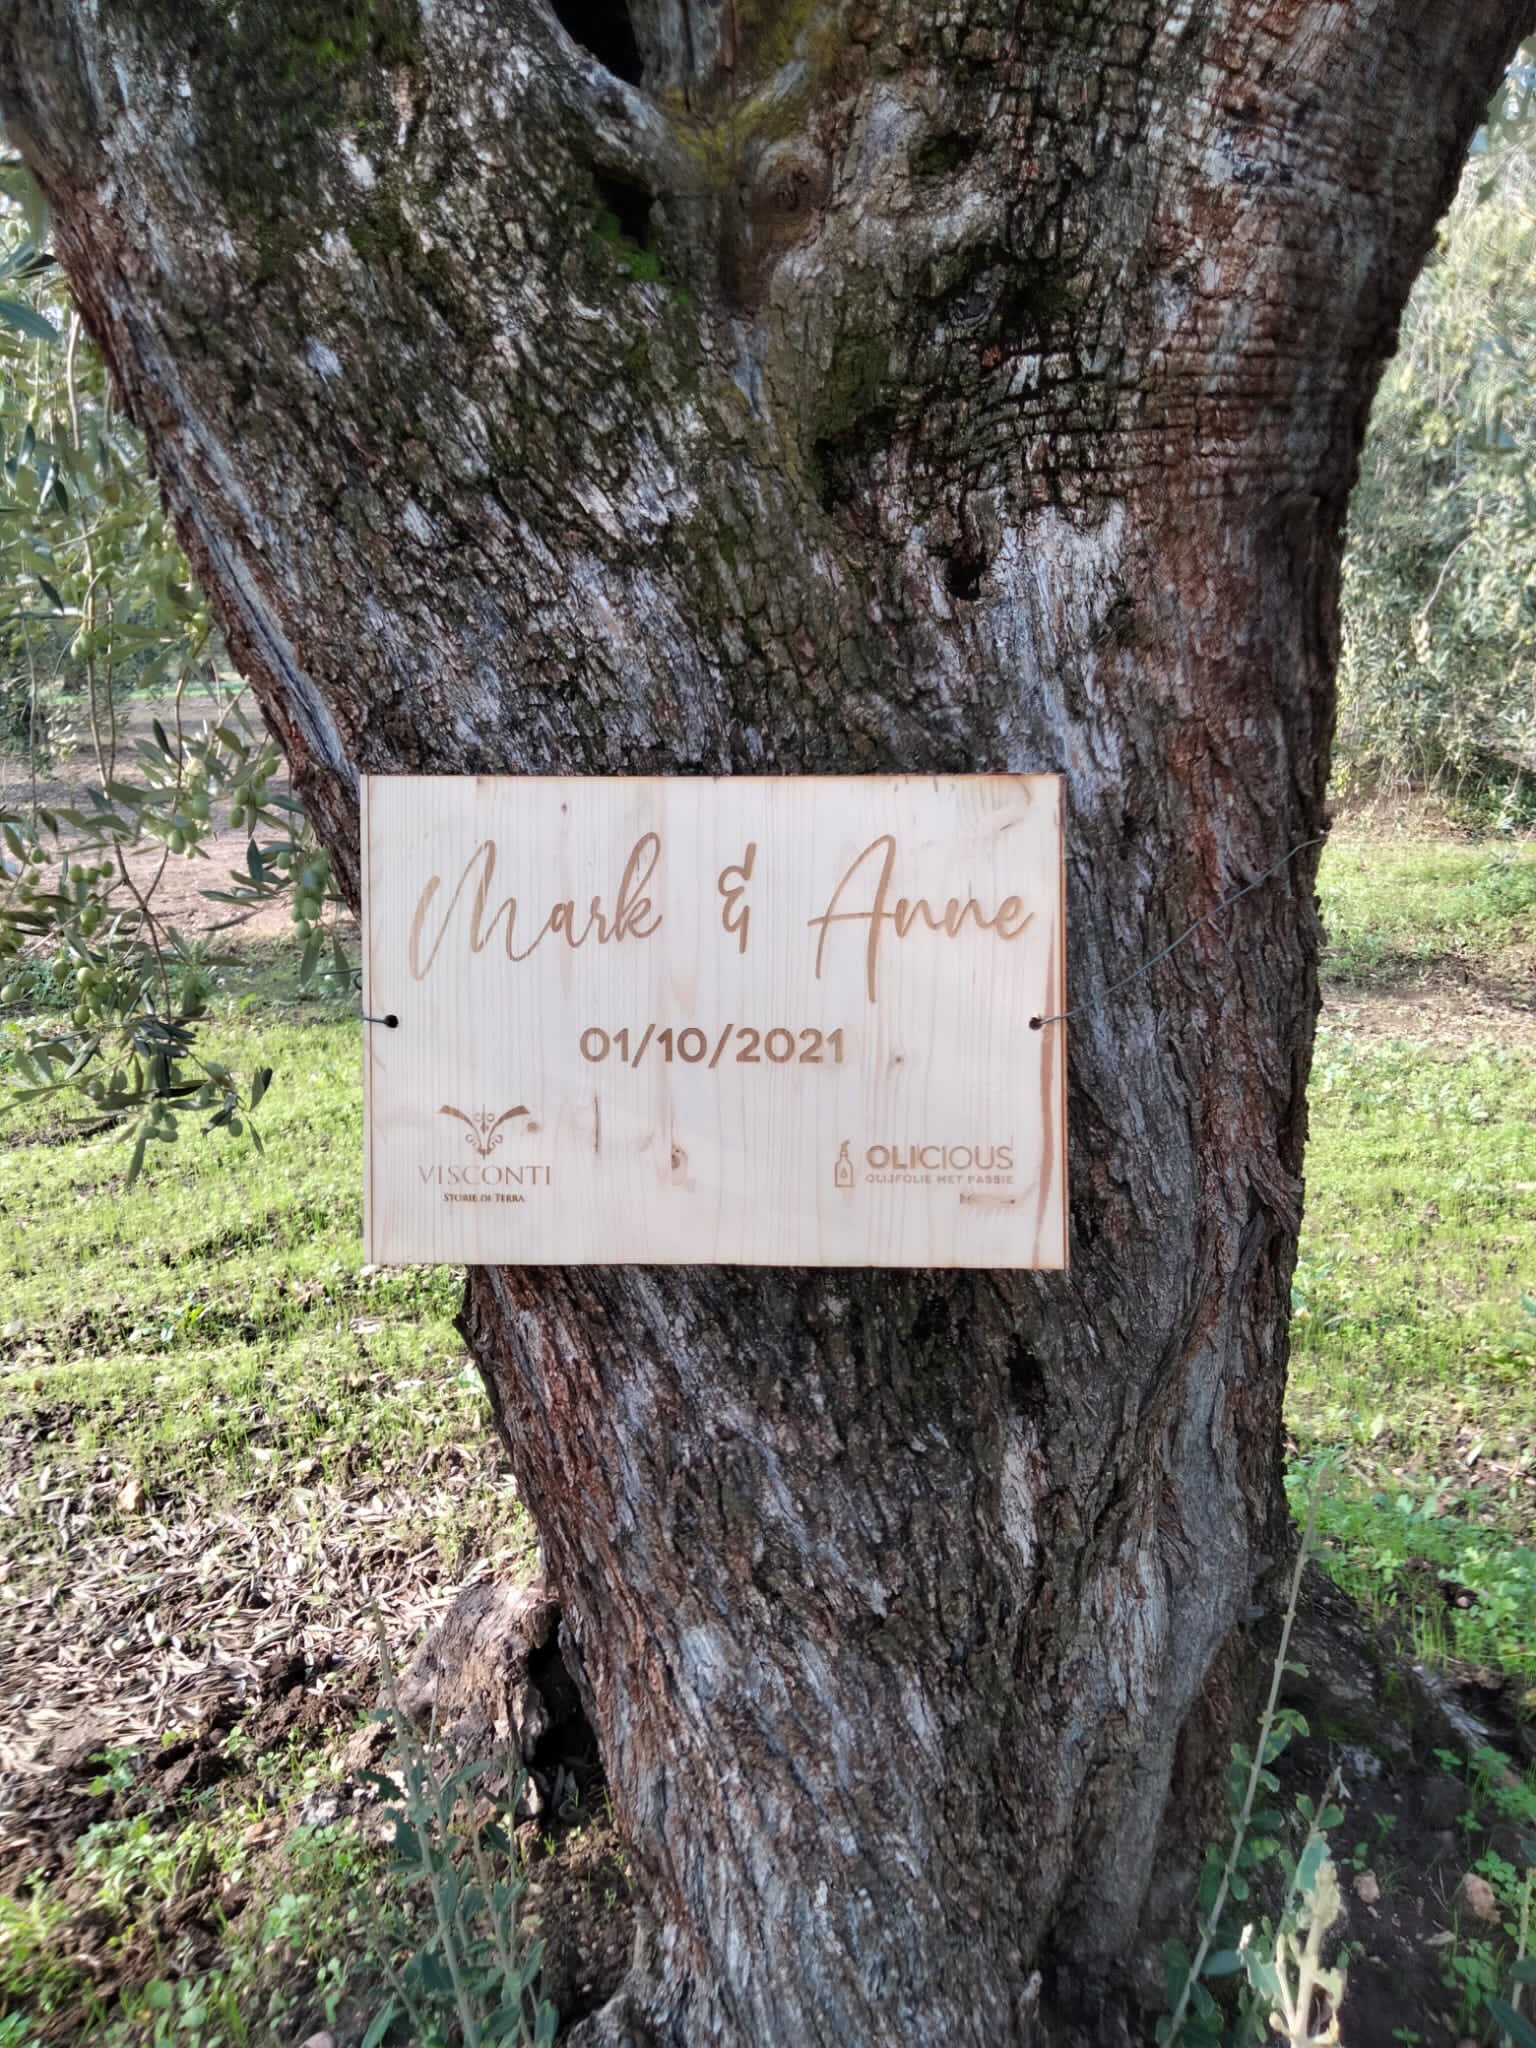 Mark & Anne
01/10/2021
VISCONTI
STORIE DI TERRA
OLICIOUS
OLIJFOLIE MET PASSIE